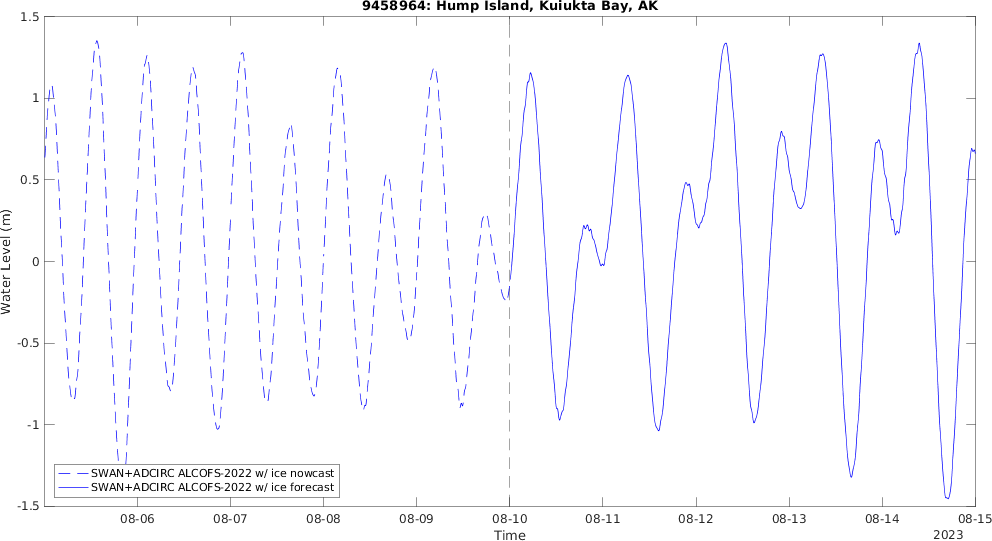 9458964: Hump Island, Kuiukta Bay, AK
1.5
1
0.5
0
-0.5
-1
-1.5
Water Level (m)
SWAN+ADCIRC ALCOFS-2022 w/ ice nowcast
SWAN+ADCIRC ALCOFS-2022 w/ ice forecast
08-06 08-07 08-08 08-09 08-10 08-11 08-12 08-13 08-14 08-15
Time
2023